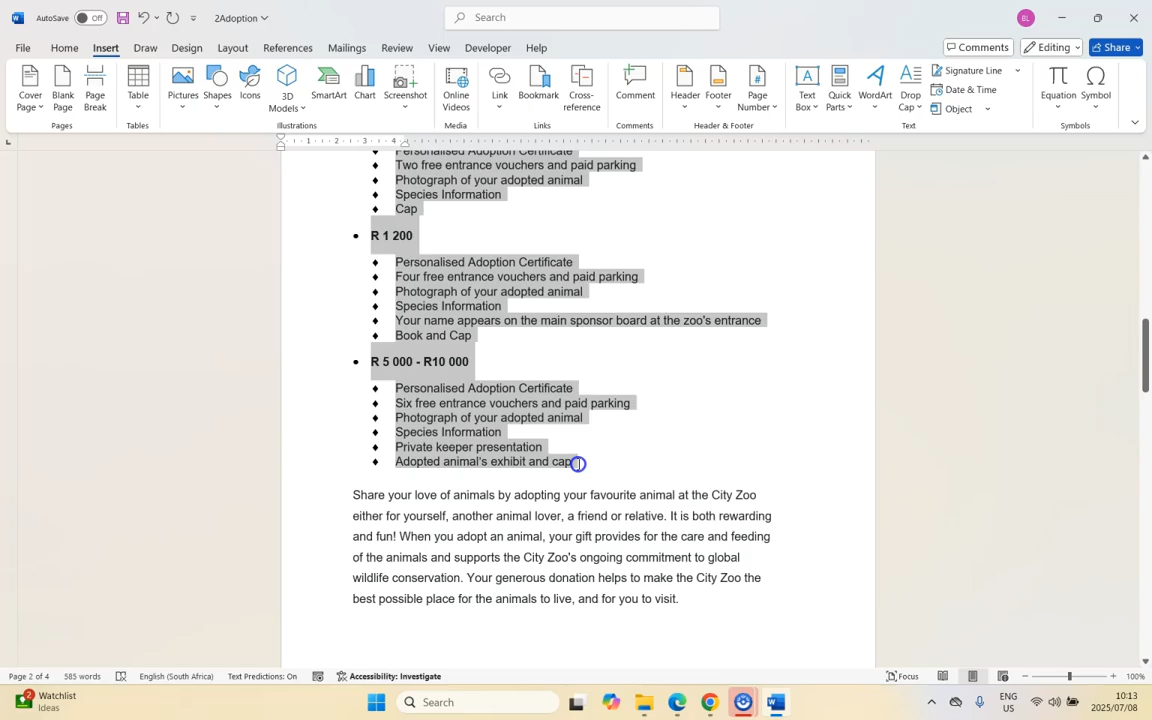 AutoSave Off 2Adoption Search BL
File Home Insert Draw Design Layout References Mailings Review View Developer Help Comments Editing Share
Cover Page Blank Page Page Break Table Pictures Shapes Icons 3D Models SmartArt Chart Screenshot Online Videos Link Bookmark Cross-reference Comment Header Footer Page Number Text Box Quick Parts WordArt Drop Cap Signature Line Date & Time Object Equation Symbol
Pages Tables Illustrations Media Links Comments Header & Footer Text Symbols
1 2 3 4
Personalised Adoption Certificate
Two free entrance vouchers and paid parking
Photograph of your adopted animal
Species Information
Cap
R 1 200
Personalised Adoption Certificate
Four free entrance vouchers and paid parking
Photograph of your adopted animal
Species Information
Your name appears on the main sponsor board at the zoo's entrance
Book and Cap
R 5 000 - R10 000
Personalised Adoption Certificate
Six free entrance vouchers and paid parking
Photograph of your adopted animal
Species Information
Private keeper presentation
Adopted animal's exhibit and cap
Share your love of animals by adopting your favourite animal at the City Zoo
either for yourself, another animal lover, a friend or relative. It is both rewarding
and fun! When you adopt an animal, your gift provides for the care and feeding
of the animals and supports the City Zoo's ongoing commitment to global
wildlife conservation. Your generous donation helps to make the City Zoo the
best possible place for the animals to live, and for you to visit.
Page 2 of 4 585 words English (South Africa) Text Predictions: On Accessibility: Investigate Focus 100%
Watchlist
Ideas
Search
ENG
US
10:13
2025/07/08